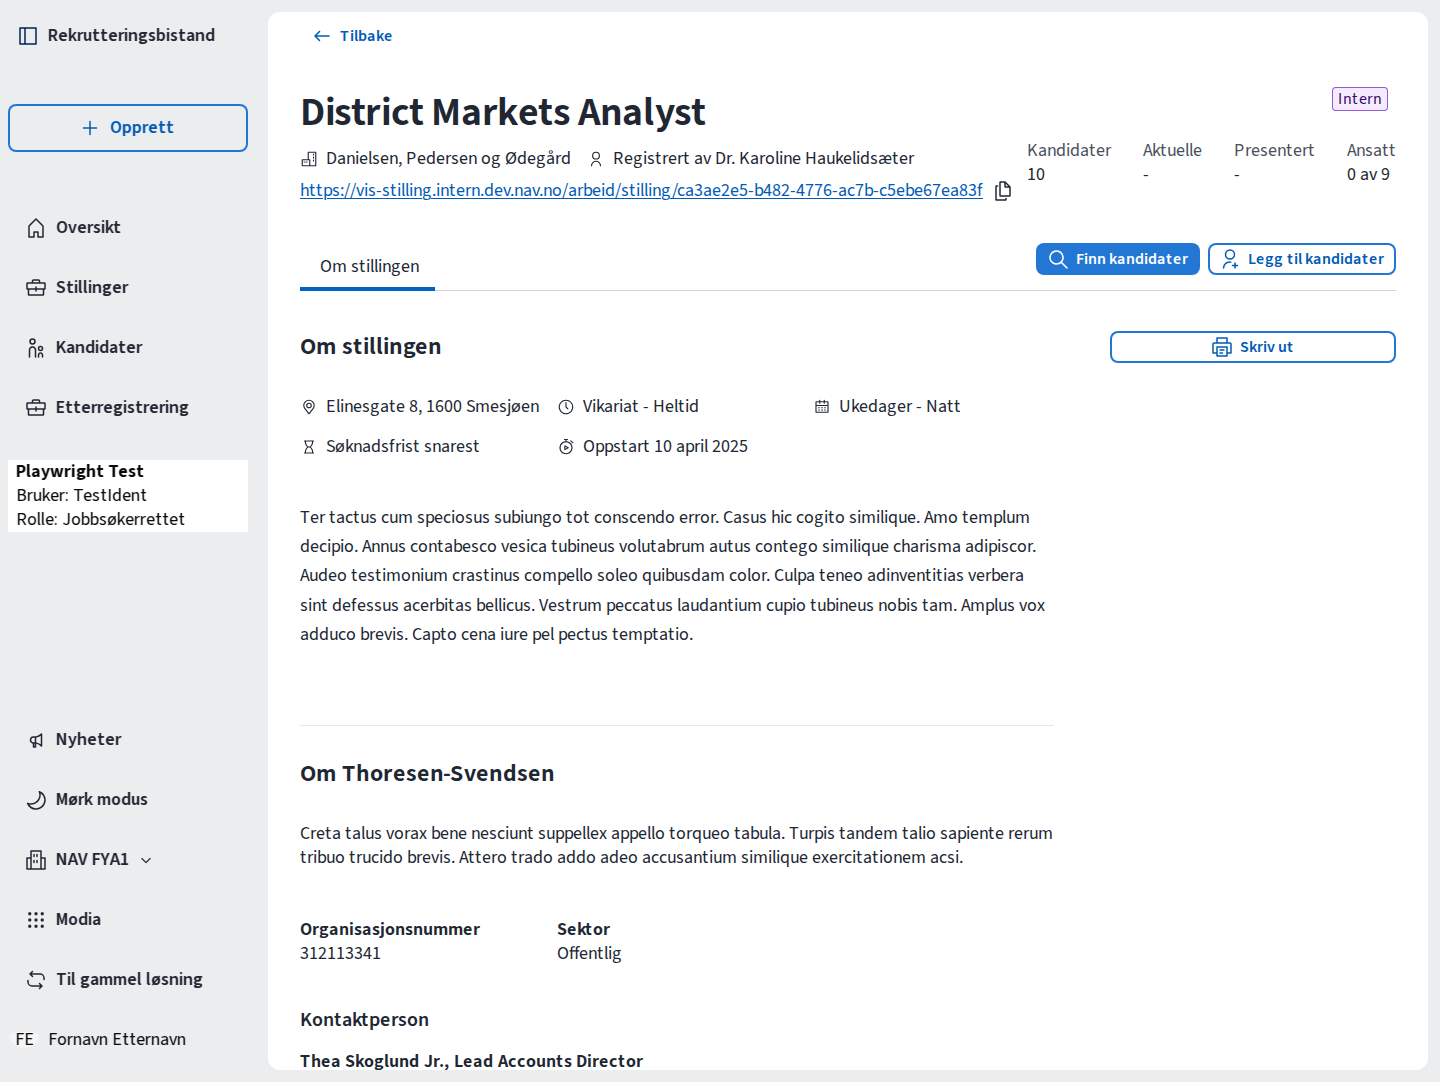 Rekrutteringsbistand
Opprett
Oversikt
Stillinger
Kandidater
Etterregistrering
Playwright Test
Bruker: TestIdent
Rolle: Jobbsøkerrettet
Nyheter
Mørk modus
NAV FYA1
Modia
Til gammel løsning
FE Fornavn Etternavn
Tilbake
District Markets Analyst
Intern
Danielsen, Pedersen og Ødegård Registrert av Dr. Karoline Haukelidsæter
https://vis-stilling.intern.dev.nav.no/arbeid/stilling/ca3ae2e5-b482-4776-ac7b-c5ebe67ea83f
Kandidater Aktuelle Presentert Ansatt
10 - - 0 av 9
Om stillingen
Finn kandidater Legg til kandidater
Om stillingen
Skriv ut
Elinesgate 8, 1600 Smesjøen Vikariat - Heltid Ukedager - Natt
Søknadsfrist snarest Oppstart 10 april 2025
Ter tactus cum speciosus subiungo tot conscendo error. Casus hic cogito similique. Amo templum
decipio. Annus contabesco vesica tubineus volutabrum autus contego similique charisma adipiscor.
Audeo testimonium crastinus compello soleo quibusdam color. Culpa teneo adinventitias verbera
sint defessus acerbitas bellicus. Vestrum peccatus laudantium cupio tubineus nobis tam. Amplus vox
adduco brevis. Capto cena iure pel pectus temptatio.
Om Thoresen-Svendsen
Creta talus vorax bene nesciunt suppellex appello torqueo tabula. Turpis tandem talio sapiente rerum
tribuo trucido brevis. Attero trado addo adeo accusantium similique exercitationem acsi.
Organisasjonsnummer Sektor
312113341 Offentlig
Kontaktperson
Thea Skoglund Jr., Lead Accounts Director